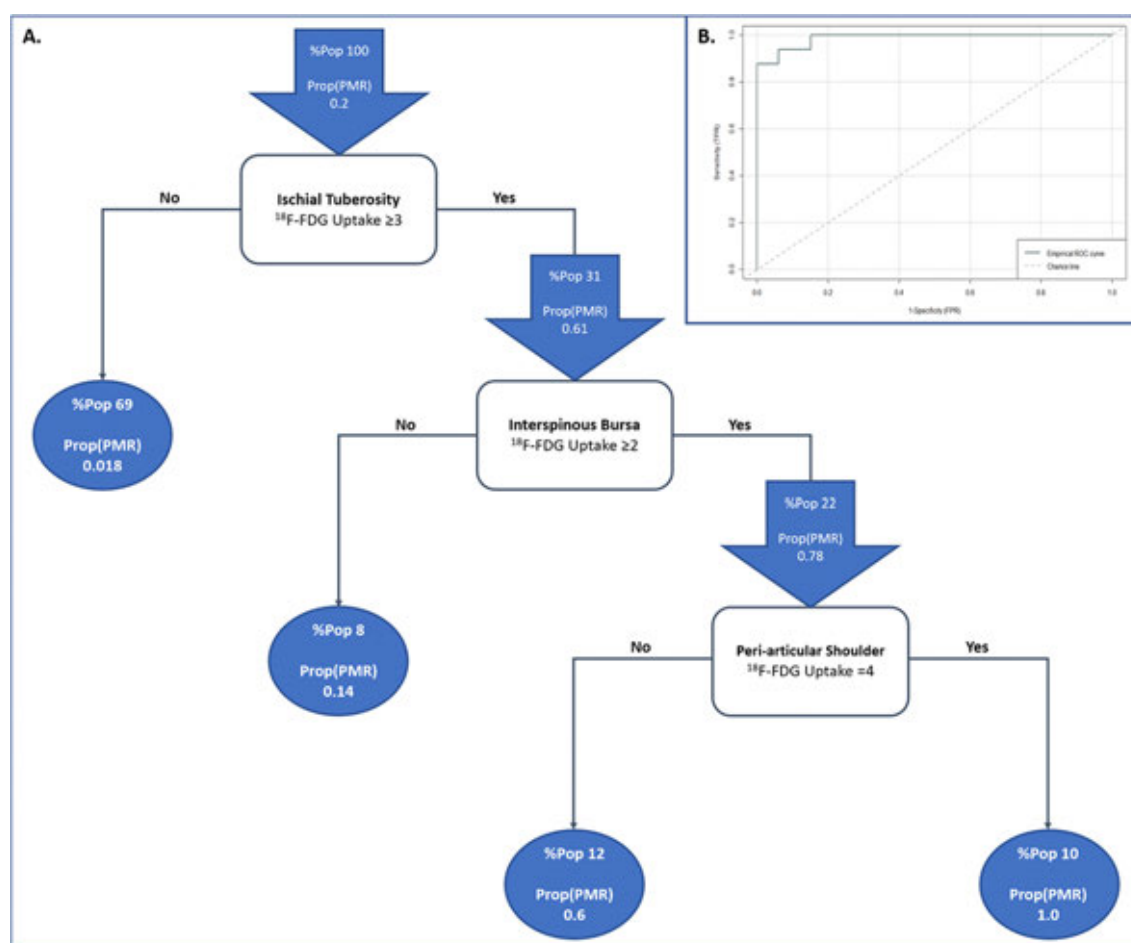 A.
%Pop 100
Prop(PMR)
0.2
Ischial Tuberosity
¹⁸F-FDG Uptake ≥3
No
Yes
%Pop 31
Prop(PMR)
0.61
%Pop 69
Prop(PMR)
0.018
Interspinous Bursa
¹⁸F-FDG Uptake ≥2
No
Yes
%Pop 22
Prop(PMR)
0.78
%Pop 8
Prop(PMR)
0.14
Peri-articular Shoulder
¹⁸F-FDG Uptake =4
No
Yes
%Pop 12
Prop(PMR)
0.6
%Pop 10
Prop(PMR)
1.0
B.
Sensitivity (TPR)
1.0
0.8
0.6
0.4
0.2
0.0
0.0
0.2
0.4
0.6
0.8
1.0
1-Specificity (FPR)
Empirical ROC curve
Chance line